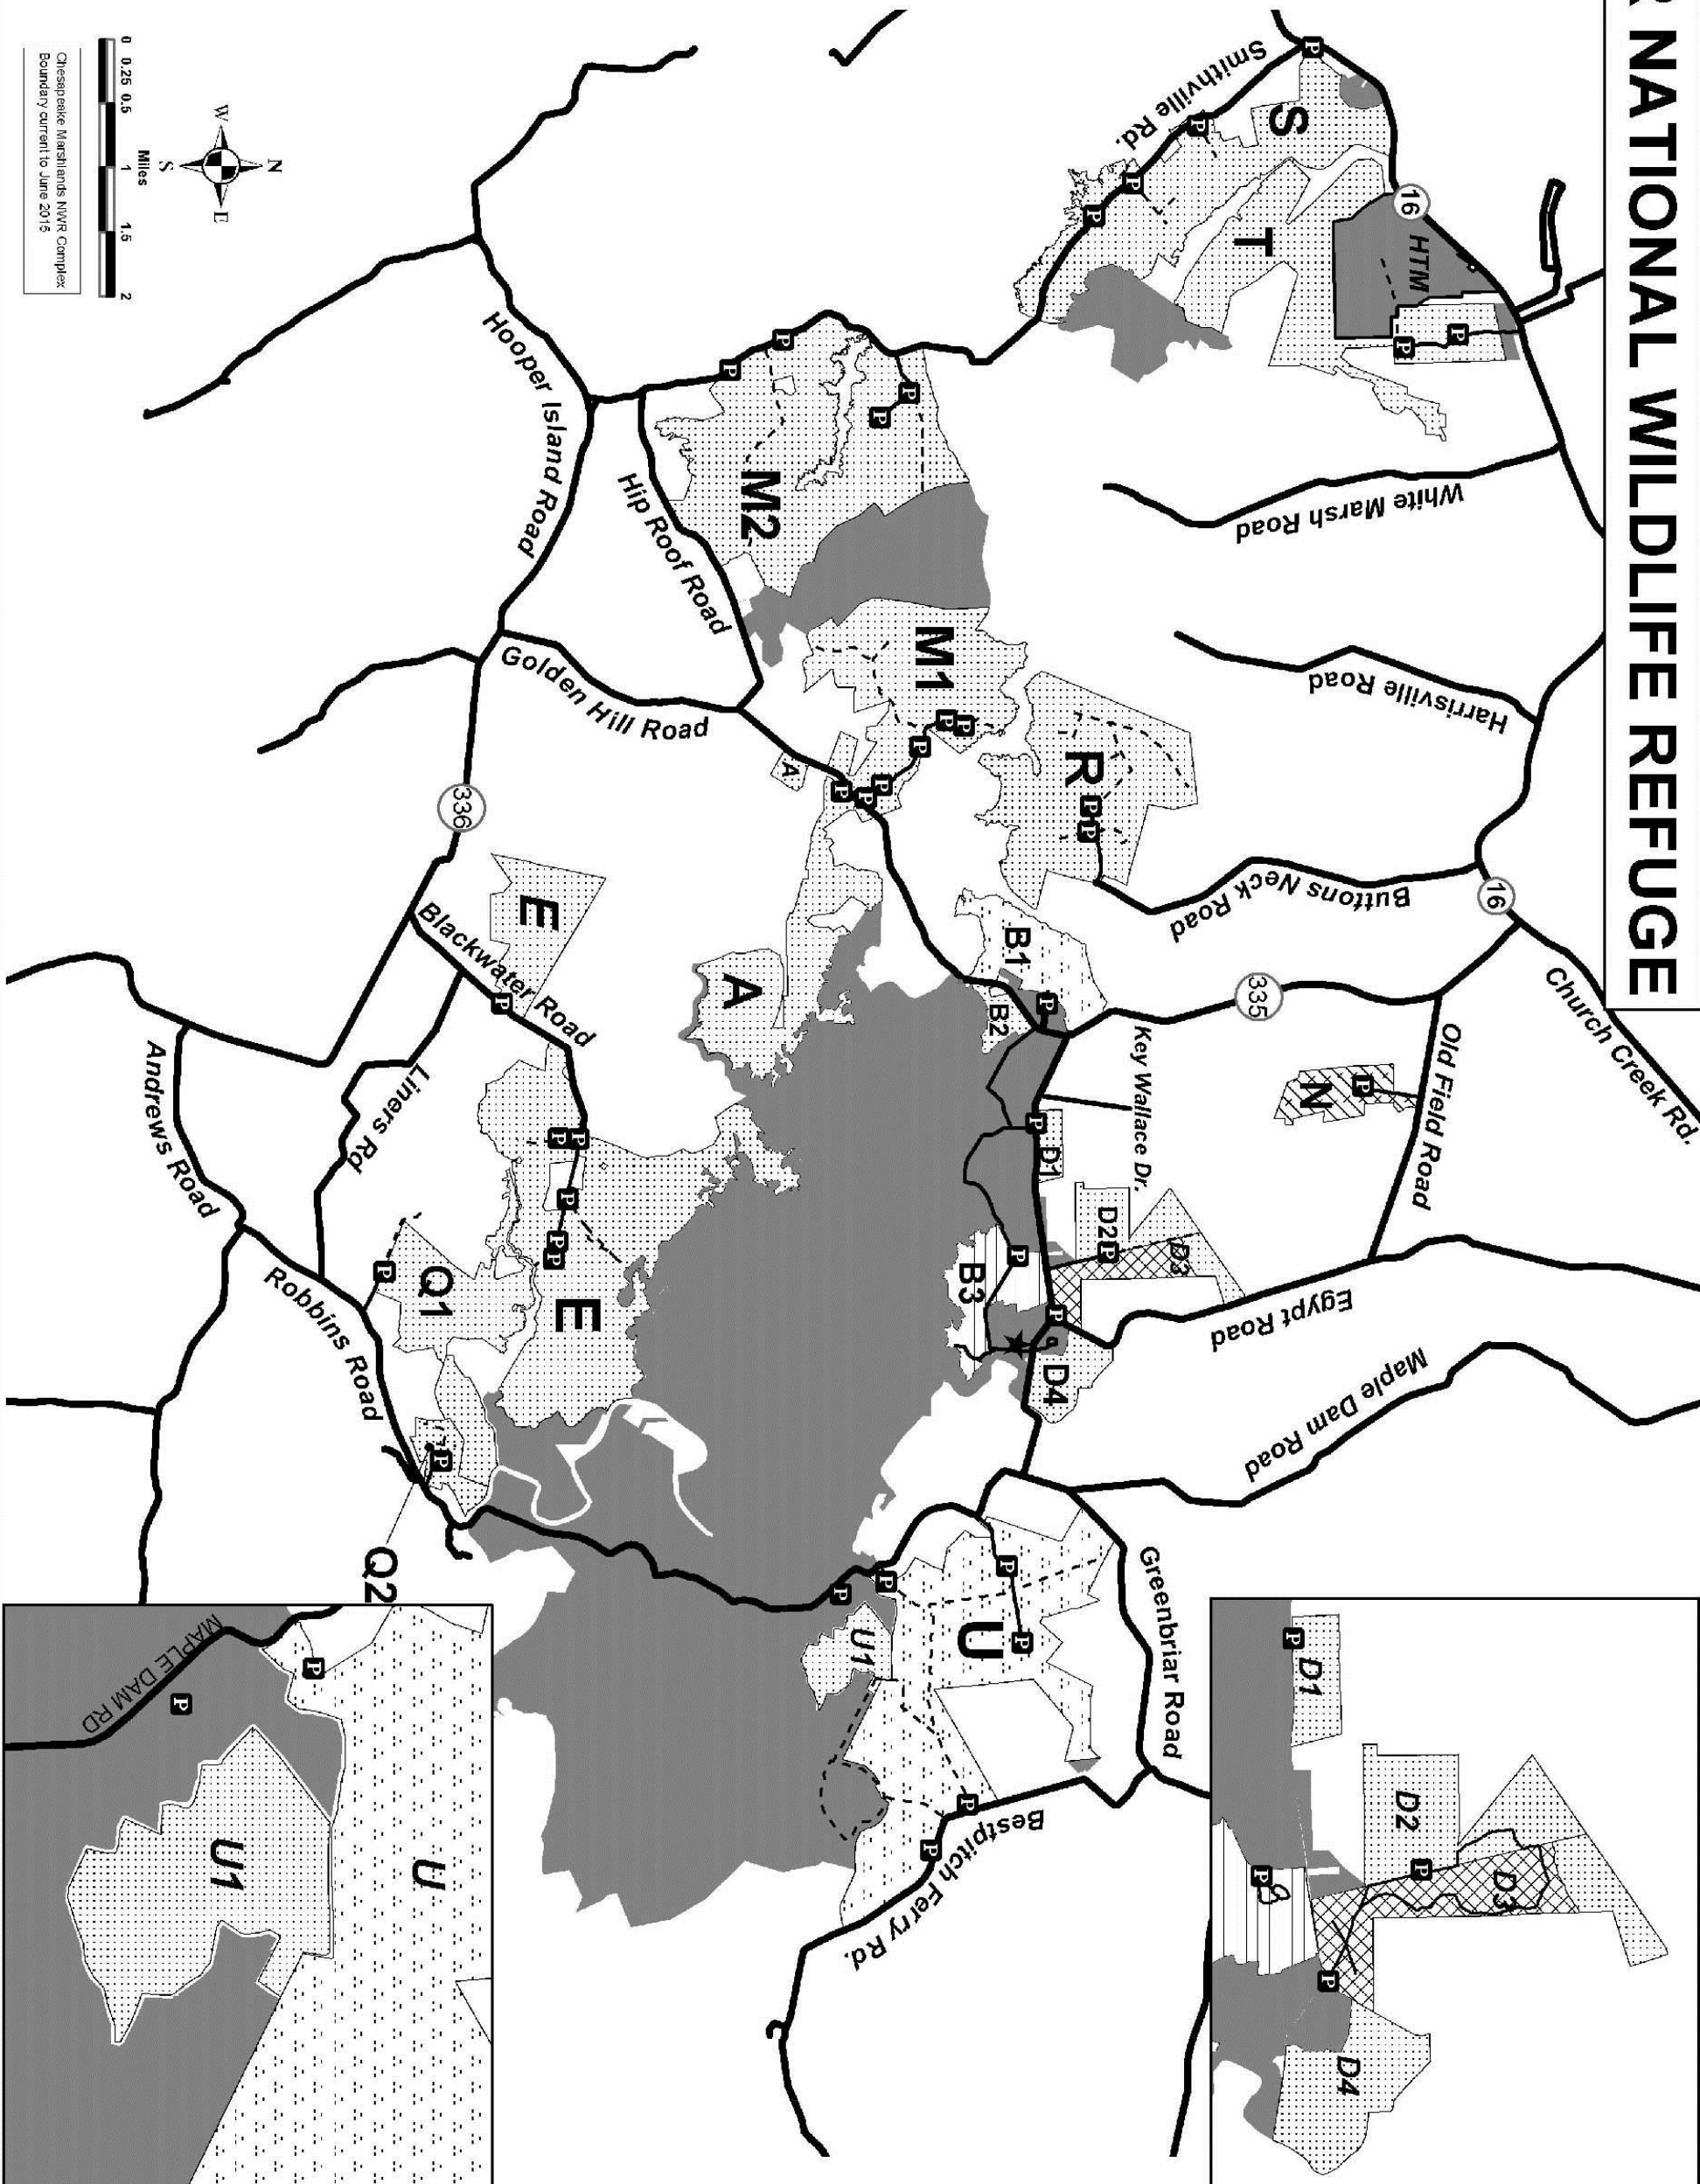 R NATIONAL WILDLIFE REFUGE
Smithville Rd.
S
T
16
HTM
P
P
P
P
P
P
White Marsh Road
Harrisville Road
Buttons Neck Road
16
Church Creek Rd.
335
Old Field Road
N
P
Key Wallace Dr.
Egypt Road
Maple Dam Road
Greenbriar Road
Bestpitch Ferry Rd.
M2
P
P
P
P
M1
P
P
P
P
P
P
R
P
P
B1
P
B2
D1
P
D2
P
D3
B3
P
P
D4
A
A
Hooper Island Road
Hip Roof Road
Golden Hill Road
336
E
Blackwater Road
P
Liners Rd
Andrews Road
Robbins Road
P
P
P
P
P
E
Q1
P
P
Q2
U
P
P
P
P
P
P
U1
D1
P
D2
P
D3
P
P
D4
MAPLE DAM RD
P
P
U
U1
N
W
E
S
0 0.25 0.5 1 1.5 2
Miles
Chesapeake Marshlands NWR Complex
Boundary current to June 2015